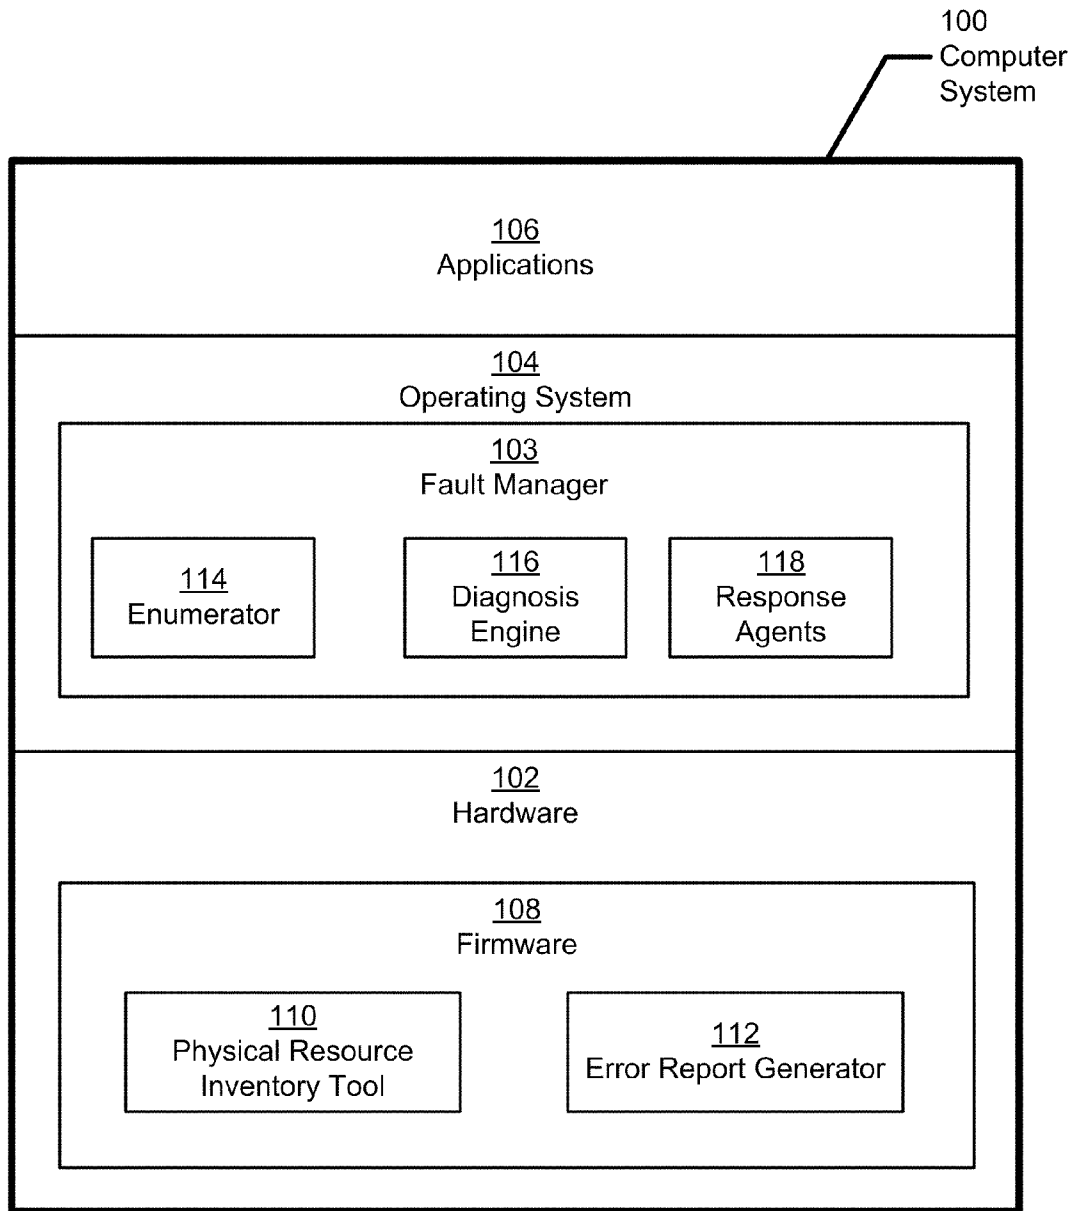 100
Computer
System
106
Applications
104
Operating System
103
Fault Manager
114
Enumerator
116
Diagnosis
Engine
118
Response
Agents
102
Hardware
108
Firmware
110
Physical Resource
Inventory Tool
112
Error Report Generator